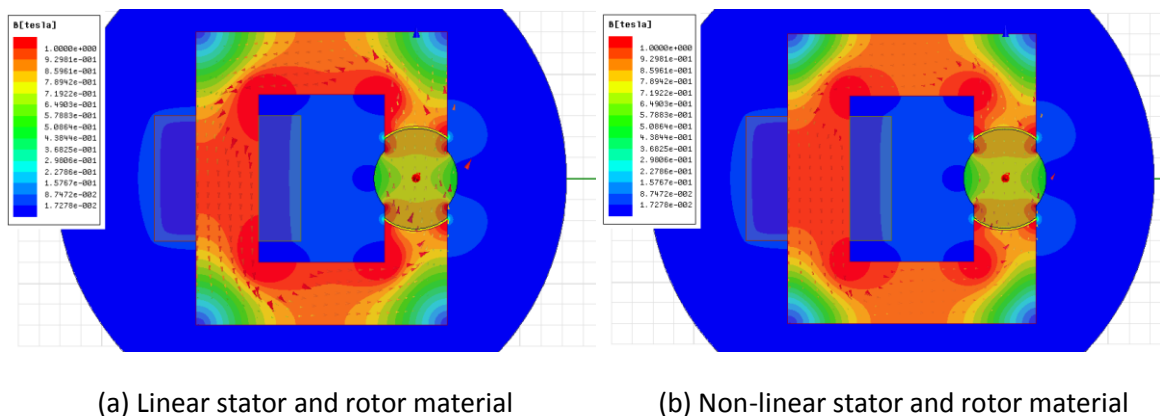 B[tesla]
1.0000e+000
9.2981e-001
8.5961e-001
7.8942e-001
7.1922e-001
6.4903e-001
5.7883e-001
5.0864e-001
4.3844e-001
3.6825e-001
2.9806e-001
2.2786e-001
1.5767e-001
8.7472e-002
1.7278e-002
B[tesla]
1.0000e+000
9.2981e-001
8.5961e-001
7.8942e-001
7.1922e-001
6.4903e-001
5.7883e-001
5.0864e-001
4.3844e-001
3.6825e-001
2.9806e-001
2.2786e-001
1.5767e-001
8.7472e-002
1.7278e-002
(a) Linear stator and rotor material
(b) Non-linear stator and rotor material